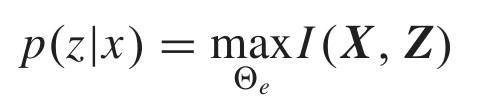 p(z|x) = max I(X, Z)
Θₑ